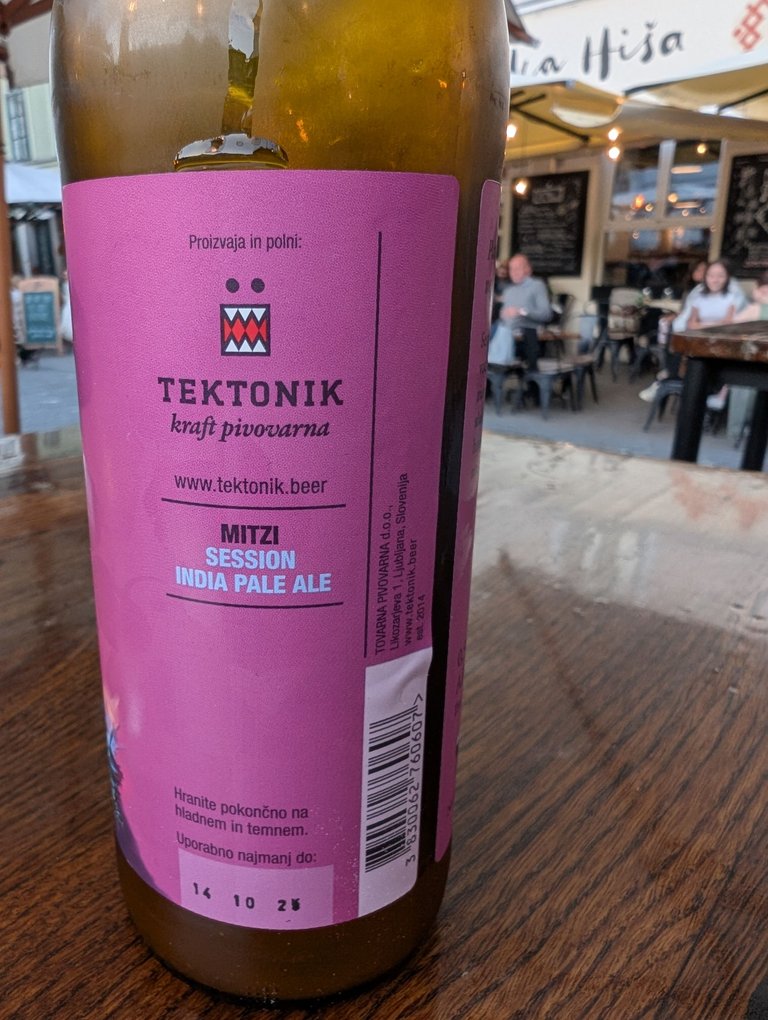 Hiša
Proizvaja in polni:
TEKTONIK
kraft pivovarna
www.tektonik.beer
MITZI
SESSION
INDIA PALE ALE
TOVARNA PIVOVARNA d.o.o.,
Likozarjeva 1, Ljubljana, Slovenija
www.tektonik.beer
est. 2014
Hranite pokončno na
hladnem in temnem.
Uporabno najmanj do:
14 10
3 830062 760607 >